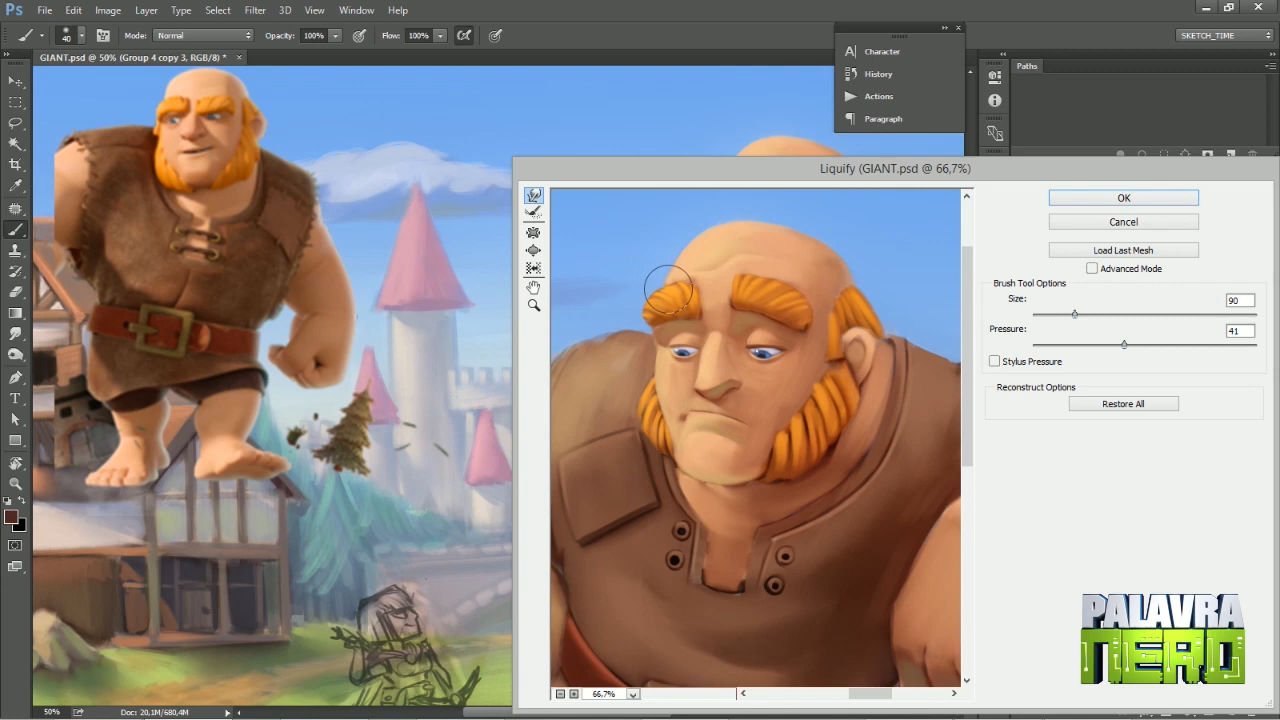 Ps File Edit Image Layer Type Select Filter 3D View Window Help
40 Mode: Normal Opacity: 100% Flow: 100% SKETCH_TIME
GIANT.psd @ 50% (Group 4 copy 3, RGB/8) * ×
Character
History
Actions
Paragraph
Paths
Liquify (GIANT.psd @ 66,7%)
OK
Cancel
Load Last Mesh
Advanced Mode
Brush Tool Options
Size: 90
Pressure: 41
Stylus Pressure
Reconstruct Options
Restore All
PALAVRA
NERD
66,7%
50% Doc: 20,1M/680,4M